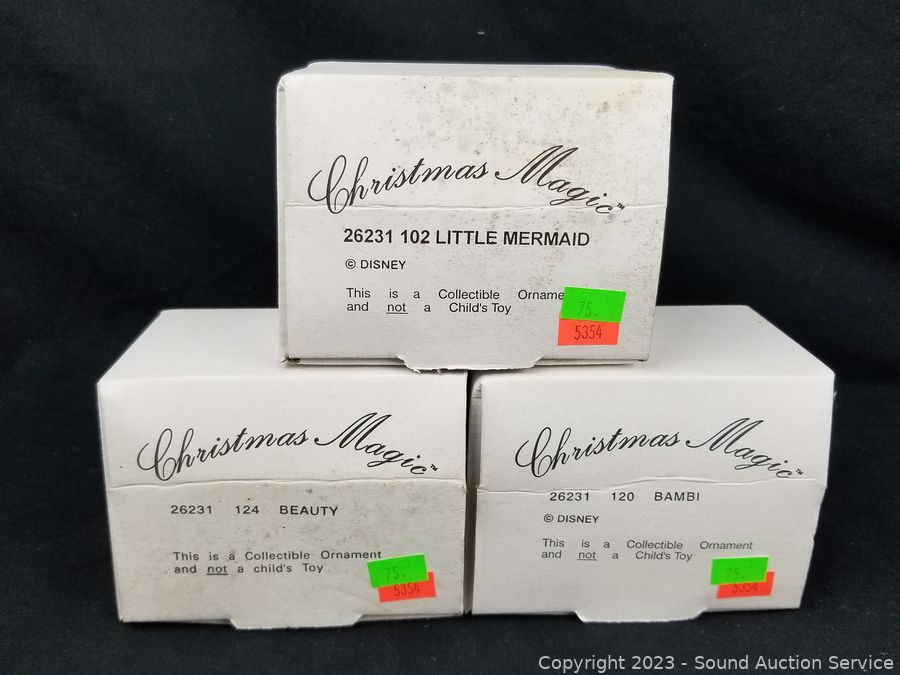 Christmas Magic™
26231 102 LITTLE MERMAID
© DISNEY
This is a Collectible Orname
and not a Child's Toy
75.
5354
Christmas Magic™
26231 124 BEAUTY
This is a Collectible Ornament
and not a child's Toy
75.
5354
Christmas Magic™
26231 120 BAMBI
© DISNEY
This is a Collectible Ornament
and not a Child's Toy
75.
5354
Copyright 2023 - Sound Auction Service